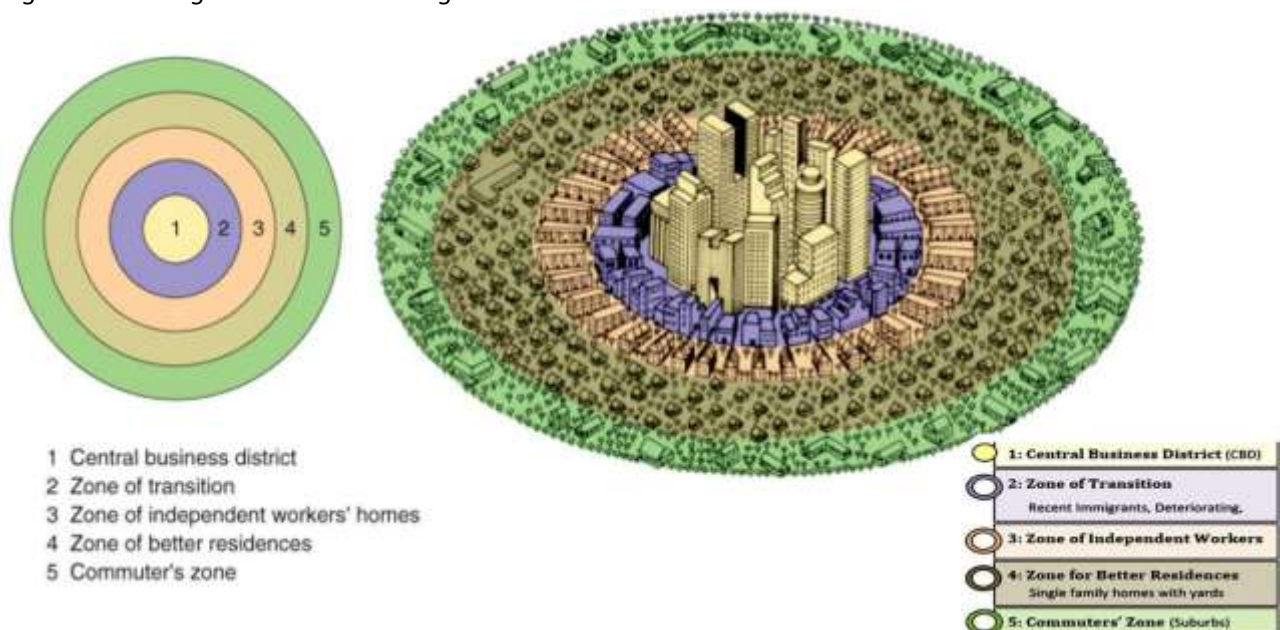 1 2 3 4 5
1 Central business district
2 Zone of transition
3 Zone of independent workers' homes
4 Zone of better residences
5 Commuter's zone
1: Central Business District (CBD)
2: Zone of Transition
Recent Immigrants, Deteriorating,
3: Zone of Independent Workers
4: Zone for Better Residences
Single family homes with yards
5: Commuters' Zone (Suburbs)